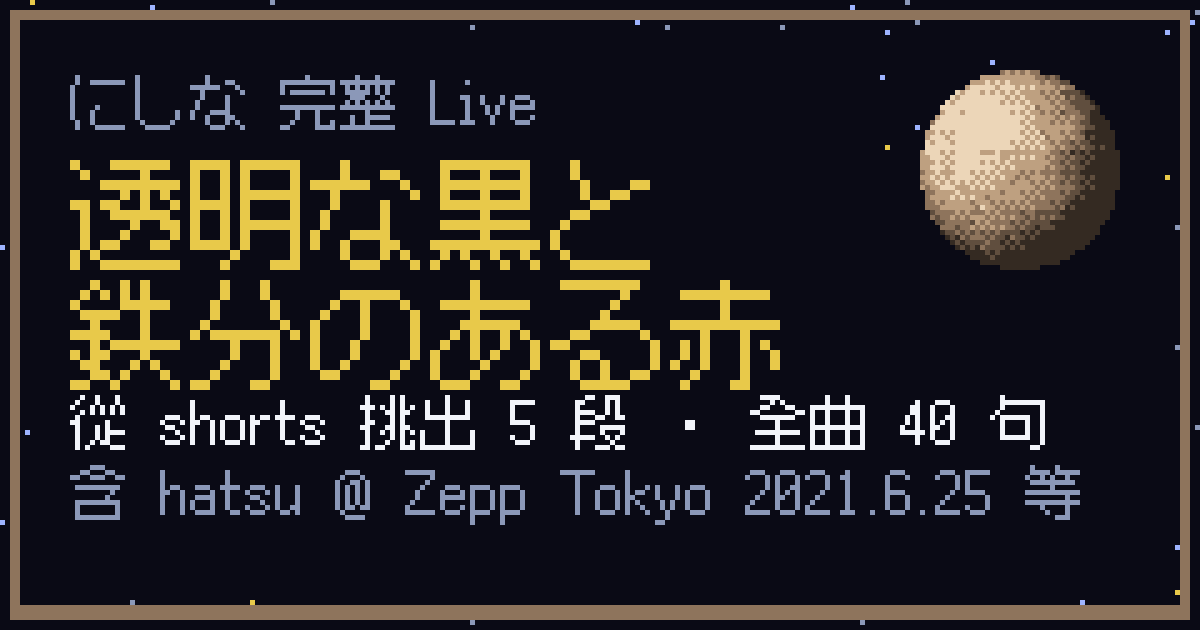 にしな 完整 Live
透明な黒と
鉄分のある赤
從 shorts 挑出 5 段 · 全曲 40 句
含 hatsu @ Zepp Tokyo 2021.6.25 等